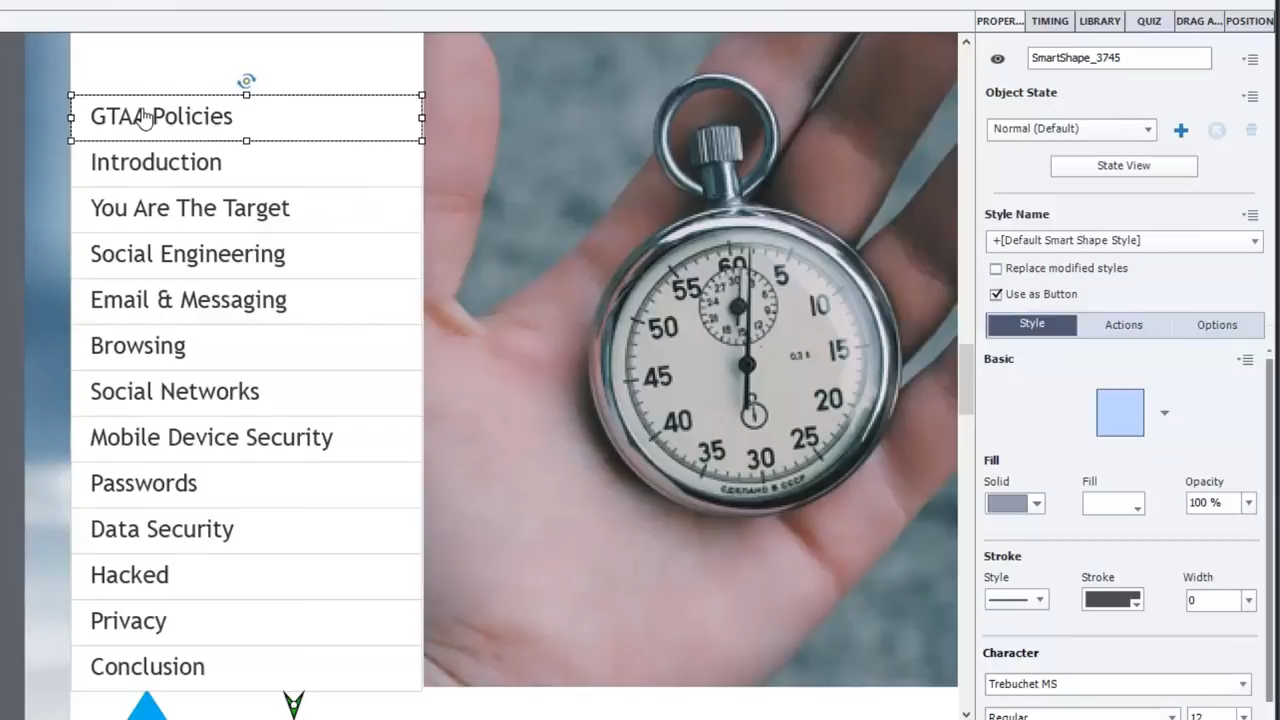 PROPER... TIMING LIBRARY QUIZ DRAG A... POSITION
SmartShape_3745
Object State
Normal (Default)
State View
Style Name
+[Default Smart Shape Style]
Replace modified styles
Use as Button
Style Actions Options
Basic
Fill
Solid Fill Opacity
100 %
Stroke
Style Stroke Width
0
Character
Trebuchet MS
Regular 12
GTAA Policies
Introduction
You Are The Target
Social Engineering
Email & Messaging
Browsing
Social Networks
Mobile Device Security
Passwords
Data Security
Hacked
Privacy
Conclusion
60 5 10 15 20 25 30 35 40 45 50 55
СДЕЛАНО В СССР